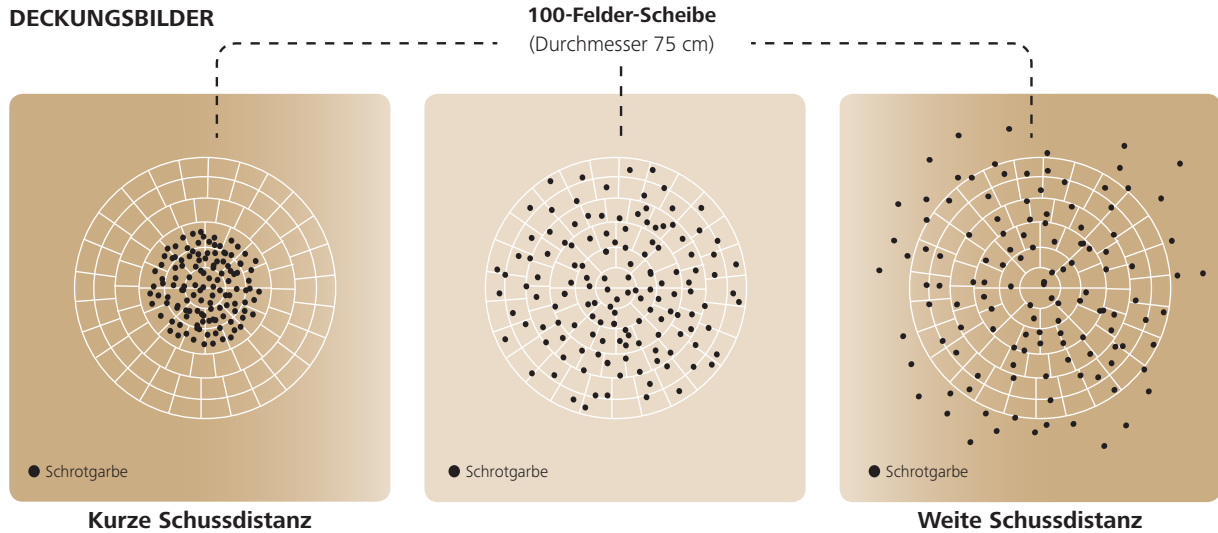 DECKUNGSBILDER
100-Felder-Scheibe
(Durchmesser 75 cm)
Schrotgarbe
Schrotgarbe
Schrotgarbe
Kurze Schussdistanz
Weite Schussdistanz